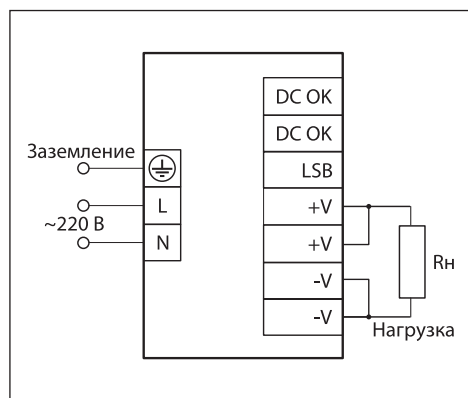 DC OK
DC OK
Заземление
LSB
L
+V
~220 В
N
+V
Rн
-V
-V
Нагрузка